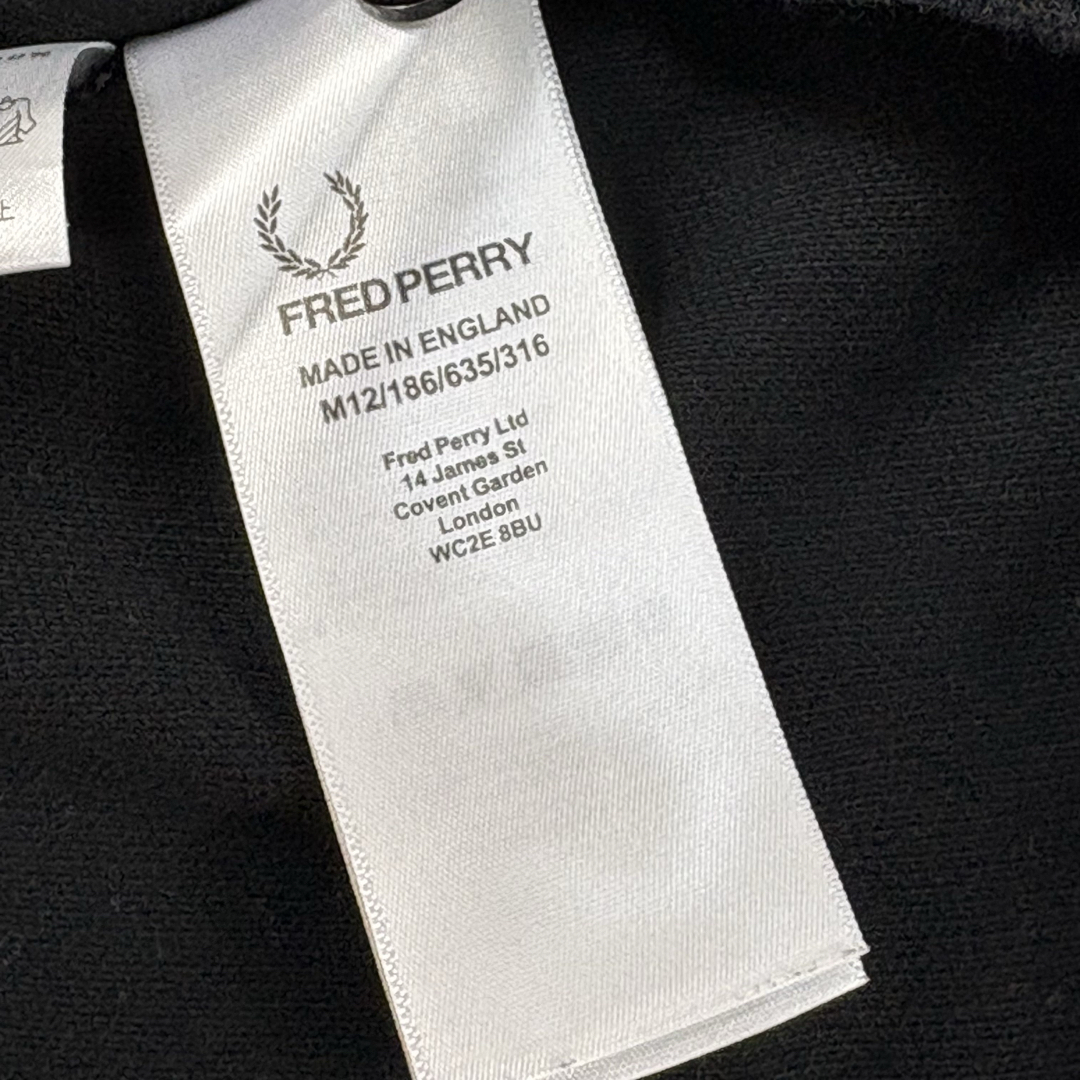 FRED PERRY
MADE IN ENGLAND
M12/186/635/316
Fred Perry Ltd
14 James St
Covent Garden
London
WC2E 8BU
止